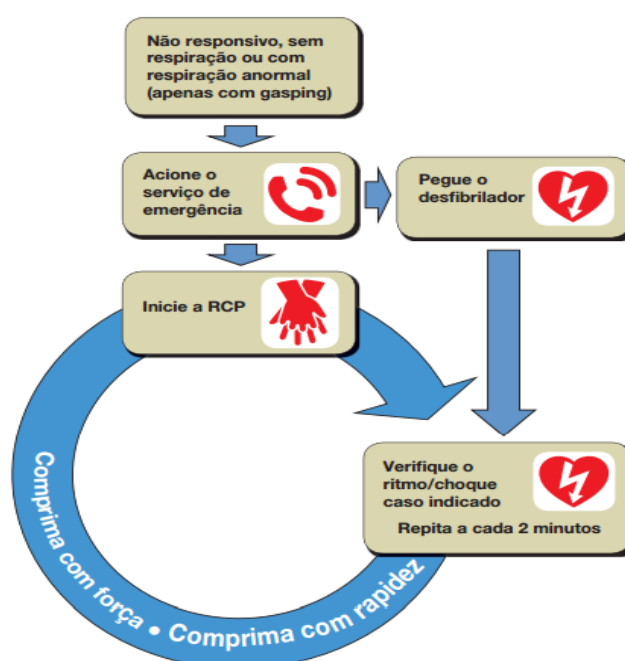 Não responsivo, sem
respiração ou com
respiração anormal
(apenas com gasping)
Acione o
serviço de
emergência
Pegue o
desfibrilador
Inicie a RCP
Verifique o
ritmo/choque
caso indicado
Repita a cada 2 minutos
Comprima com força • Comprima com rapidez